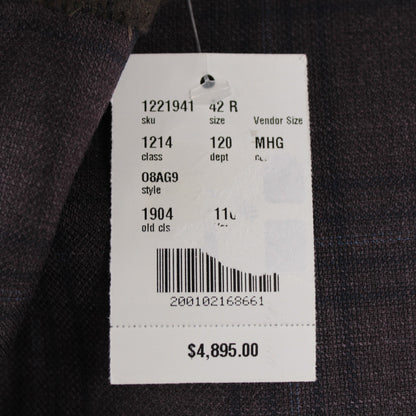 1221941 42 R
sku size Vendor Size
1214 120 MHG
class dept
08AG9
style
1904
old cls
200102168661
$4,895.00